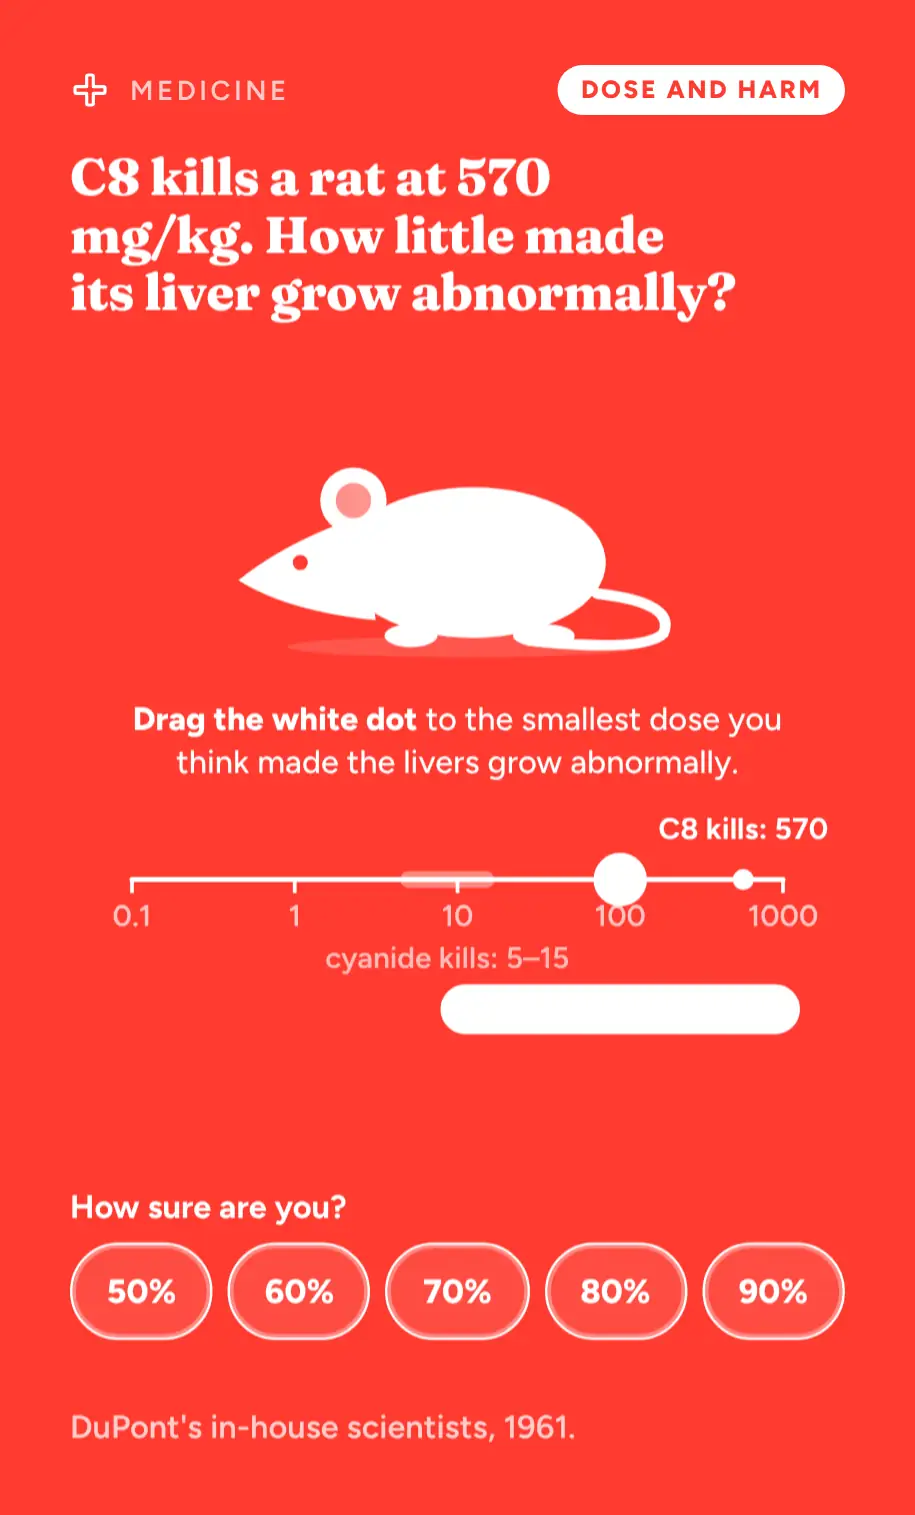 MEDICINE
DOSE AND HARM
C8 kills a rat at 570
mg/kg. How little made
its liver grow abnormally?
Drag the white dot to the smallest dose you
think made the livers grow abnormally.
C8 kills: 570
0.1 1 10 100 1000
cyanide kills: 5–15
How sure are you?
50% 60% 70% 80% 90%
DuPont's in-house scientists, 1961.